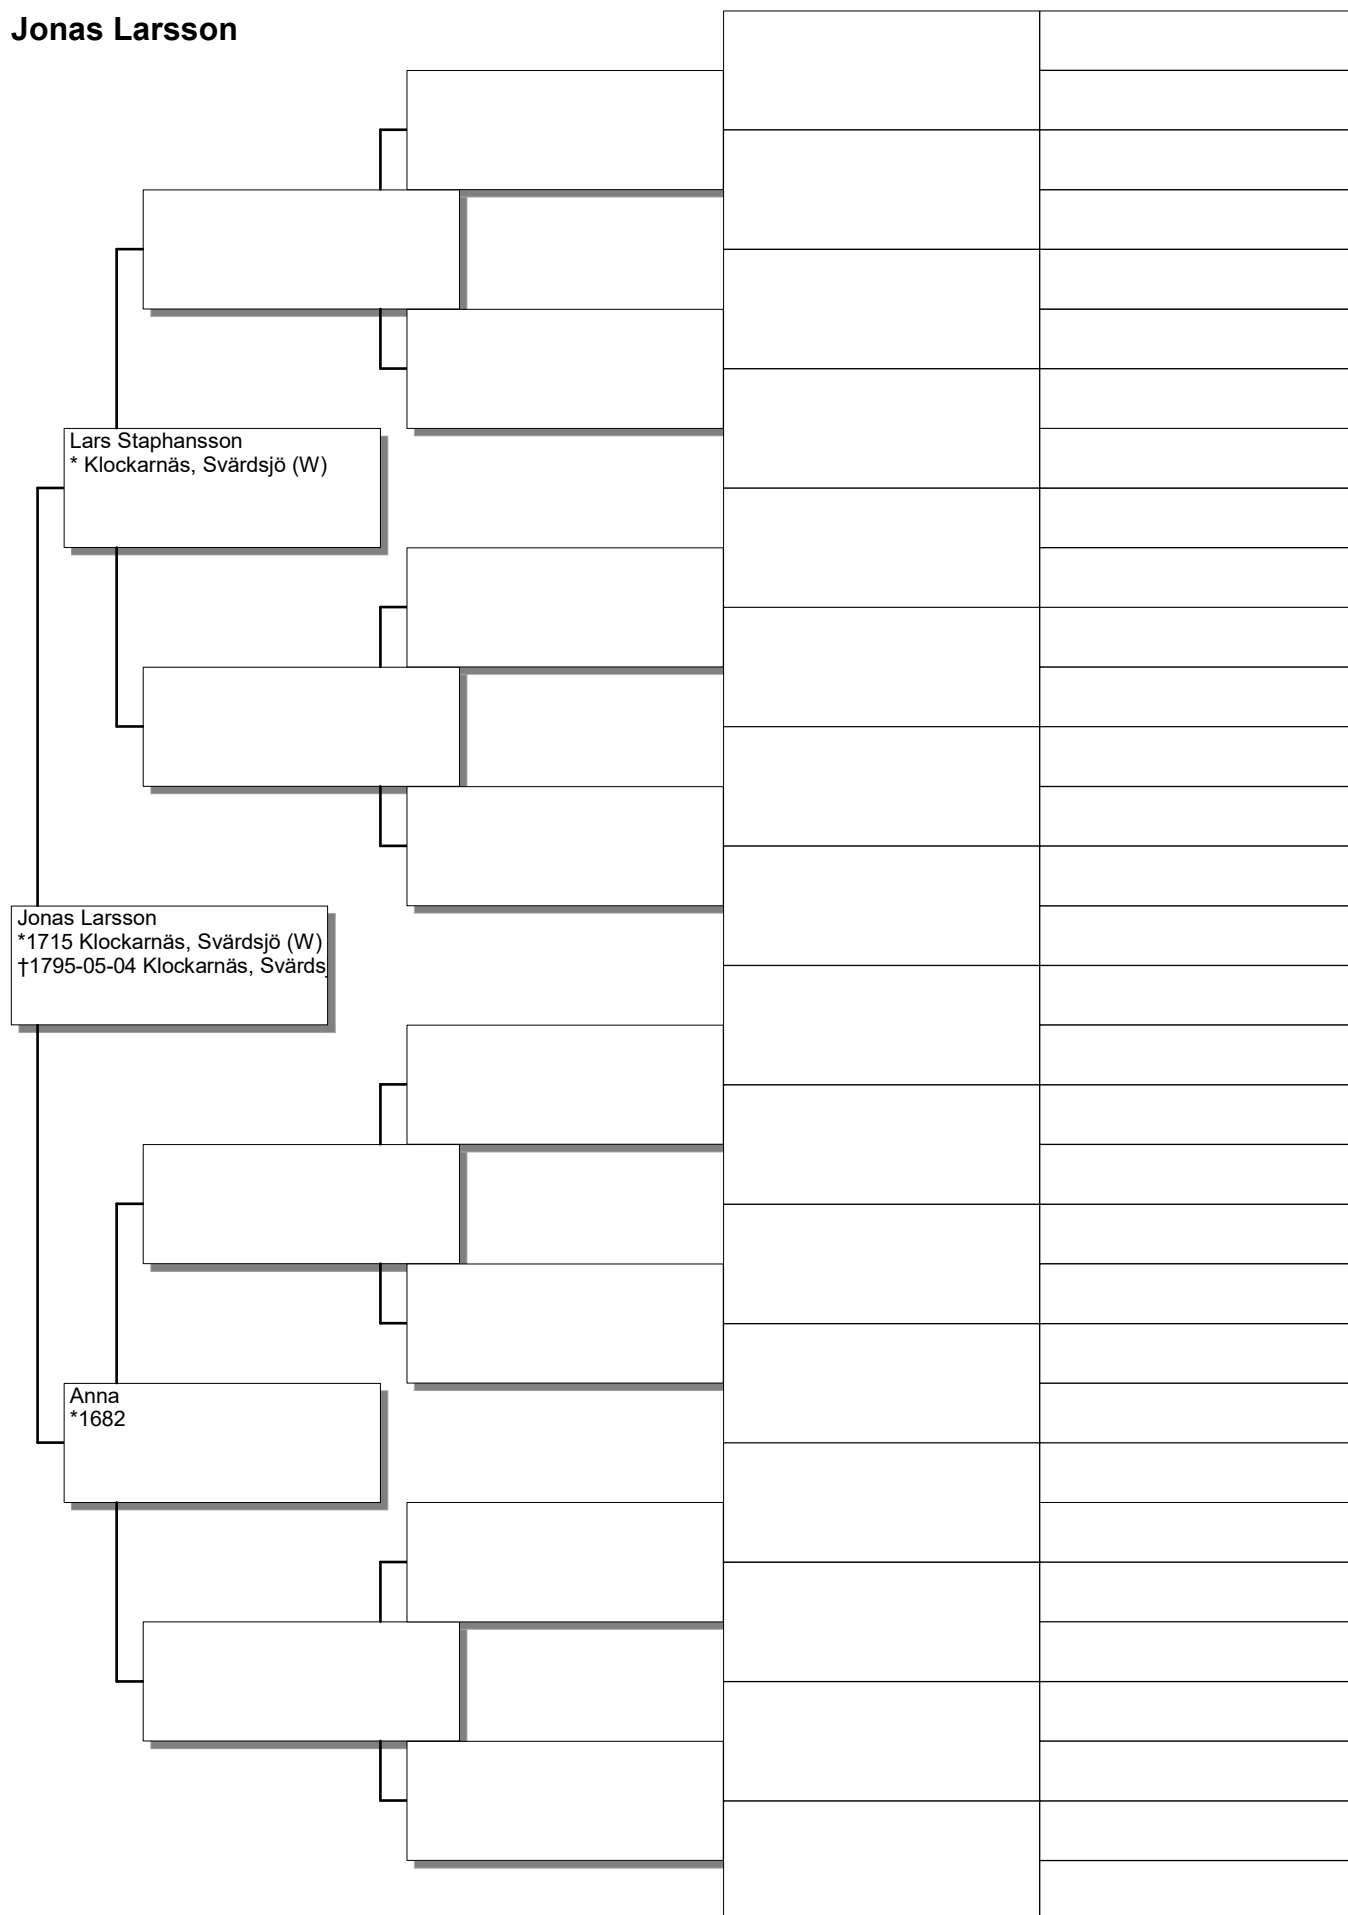 Jonas Larsson
Lars Staphansson
* Klockarnäs, Svärdsjö (W)
Jonas Larsson
*1715 Klockarnäs, Svärdsjö (W)
†1795-05-04 Klockarnäs, Svärds
Anna
*1682